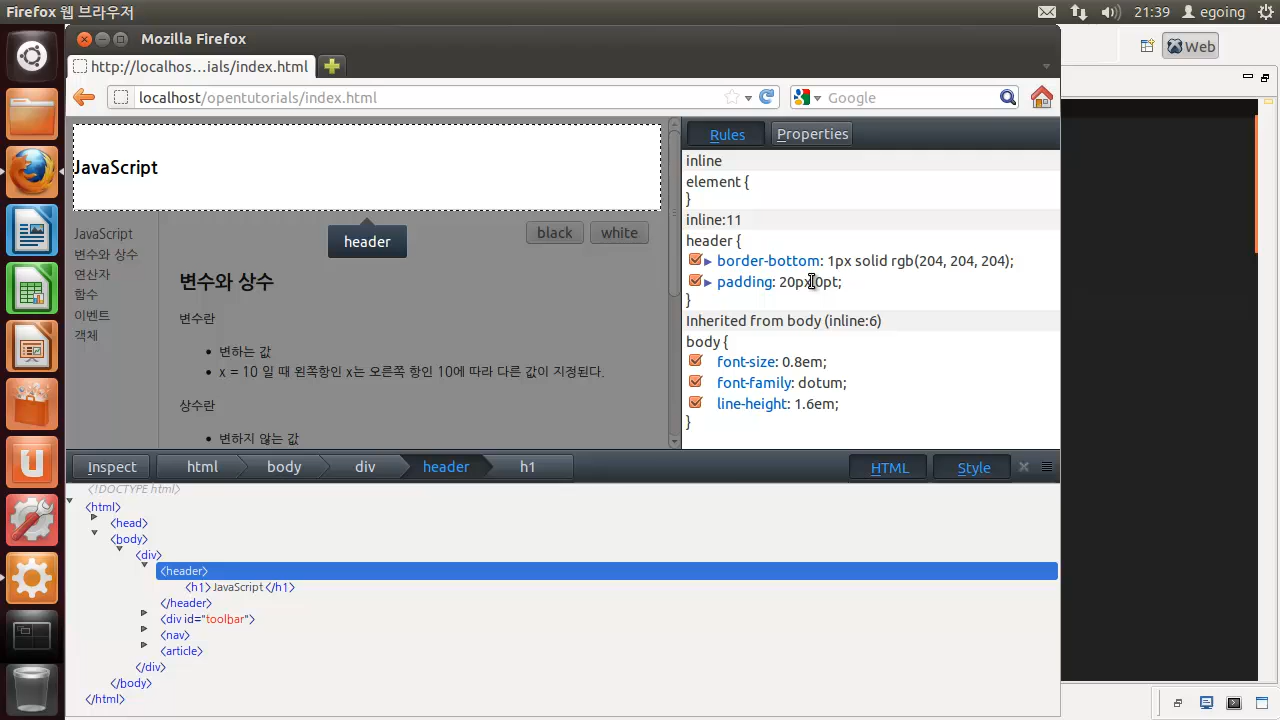 Firefox 웹 브라우저
21:39
egoing
Mozilla Firefox
http://localhos...ials/index.html
localhost/opentutorials/index.html
Google
Web
JavaScript
header
black
white
JavaScript
변수와 상수
연산자
함수
이벤트
객체
변수와 상수
변수란
• 변하는 값
• x = 10 일 때 왼쪽항인 x는 오른쪽 항인 10에 따라 다른 값이 지정된다.
상수란
• 변하지 않는 값
Rules
Properties
inline
element {
}
inline:11
header {
border-bottom: 1px solid rgb(204, 204, 204);
padding: 20px 0pt;
}
Inherited from body (inline:6)
body {
font-size: 0.8em;
font-family: dotum;
line-height: 1.6em;
}
Inspect
html
body
div
header
h1
HTML
Style
<!DOCTYPE html>
<html>
<head>
<body>
<div>
<header>
<h1> JavaScript </h1>
</header>
<div id="toolbar">
<nav>
<article>
</div>
</body>
</html>